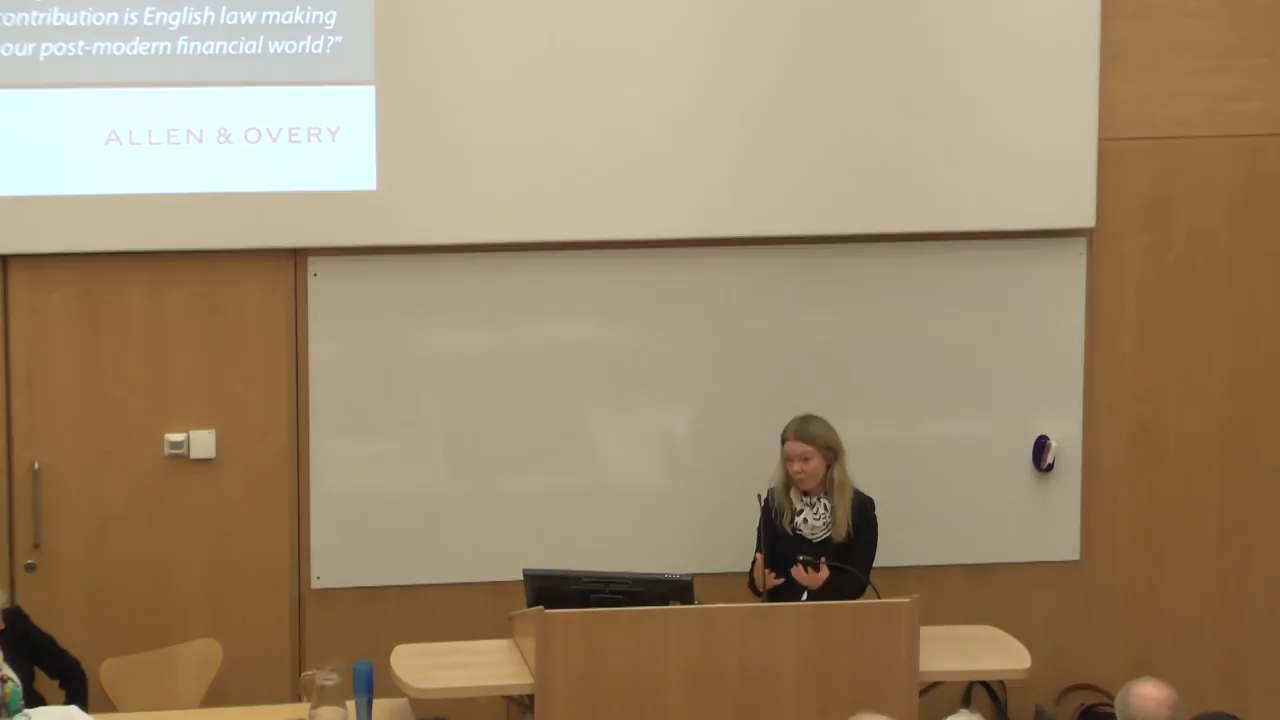 contribution is English law making
our post-modern financial world?”
ALLEN & OVERY